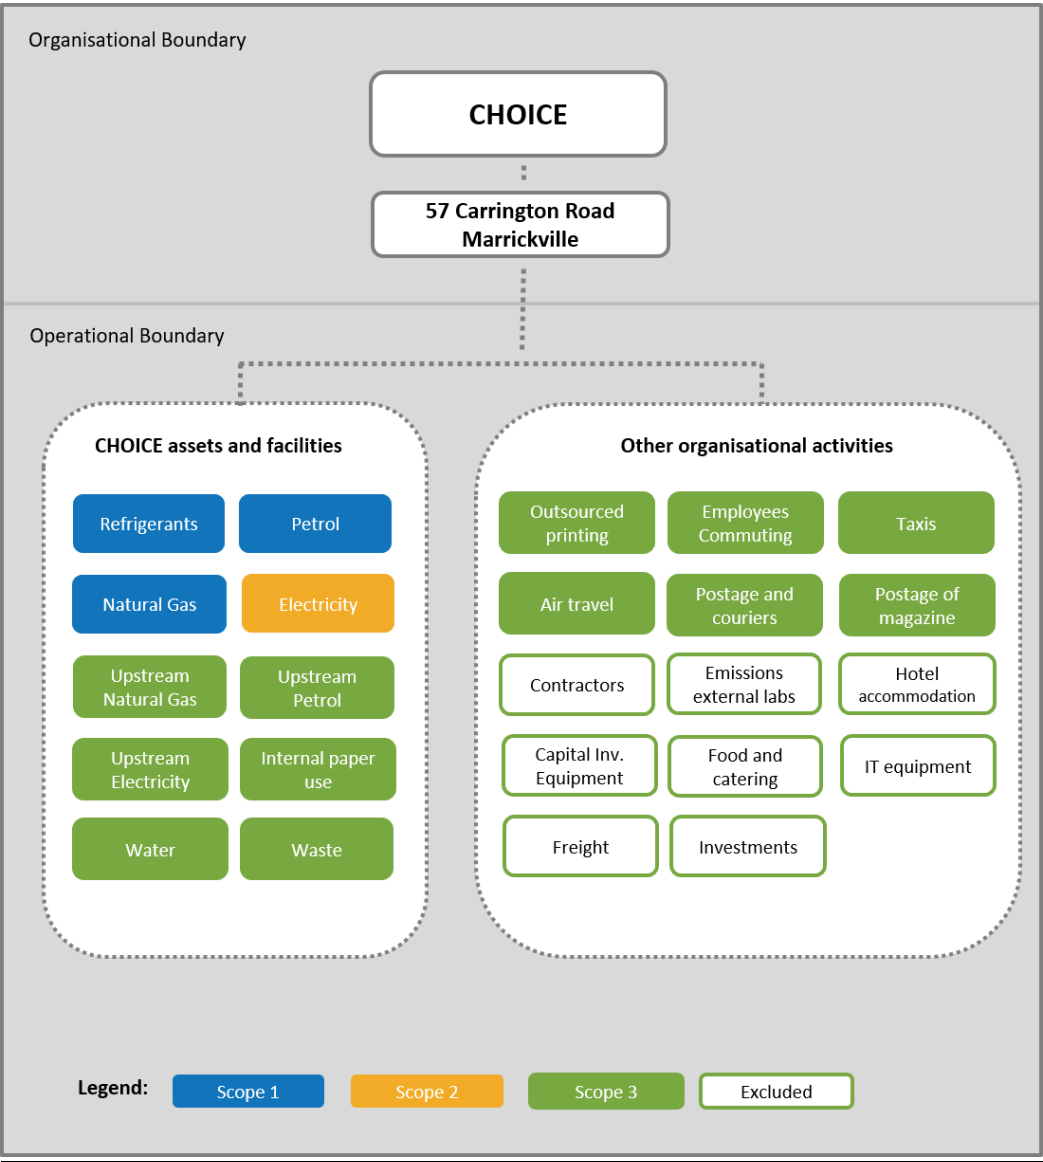 Organisational Boundary
CHOICE
57 Carrington Road
Marrickville
Operational Boundary
CHOICE assets and facilities
Refrigerants
Petrol
Natural Gas
Electricity
Upstream
Natural Gas
Upstream
Petrol
Upstream
Electricity
Internal paper
use
Water
Waste
Other organisational activities
Outsourced
printing
Employees
Commuting
Taxis
Air travel
Postage and
couriers
Postage of
magazine
Contractors
Emissions
external labs
Hotel
accommodation
Capital Inv.
Equipment
Food and
catering
IT equipment
Freight
Investments
Legend:
Scope 1
Scope 2
Scope 3
Excluded